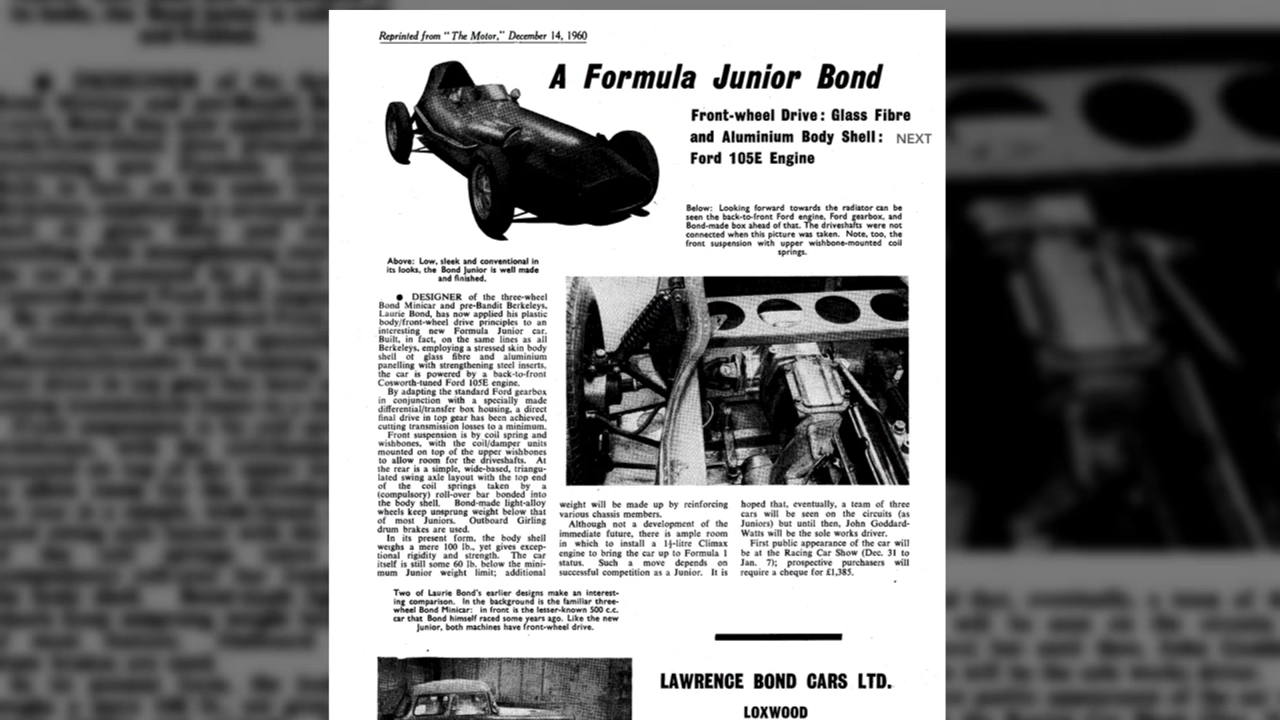 Reprinted from "The Motor," December 14, 1960
A Formula Junior Bond
Front-wheel Drive: Glass Fibre
and Aluminium Body Shell:
Ford 105E Engine
NEXT
Below: Looking forward towards the radiator can be
seen the back-to-front Ford engine, Ford gearbox, and
Bond-made box ahead of that. The driveshafts were not
connected when this picture was taken. Note, too, the
front suspension with upper wishbone-mounted coil
springs.
Above: Low, sleek and conventional in
its looks, the Bond Junior is well made
and finished.
● DESIGNER of the three-wheel
Bond Minicar and pre-Bandit Berkeleys,
Laurie Bond, has now applied his plastic
body/front-wheel drive principles to an
interesting new Formula Junior car.
Built, in fact, on the same lines as all
Berkeleys, employing a stressed skin body
shell of glass fibre and aluminium
panelling with strengthening steel inserts,
the car is powered by a back-to-front
Cosworth-tuned Ford 105E engine.
By adapting the standard Ford gearbox
in conjunction with a specially made
differential/transfer box housing, a direct
final drive in top gear has been achieved,
cutting transmission losses to a minimum.
Front suspension is by coil spring and
wishbones, with the coil/damper units
mounted on top of the upper wishbones
to allow room for the driveshafts. At
the rear is a simple, wide-based, triangu-
lated swing axle layout with the top end
of the coil springs taken by a
(compulsory) roll-over bar bonded into
the body shell. Bond-made light-alloy
wheels keep unsprung weight below that
of most Juniors. Outboard Girling
drum brakes are used.
In its present form, the body shell
weighs a mere 100 lb., yet gives excep-
tional rigidity and strength. The car
itself is still some 60 lb. below the mini-
mum Junior weight limit; additional
weight will be made up by reinforcing
various chassis members.
Although not a development of the
immediate future, there is ample room
in which to install a 1½-litre Climax
engine to bring the car up to Formula 1
status. Such a move depends on
successful competition as a Junior. It is
hoped that, eventually, a team of three
cars will be seen on the circuits (as
Juniors) but until then, John Goddard-
Watts will be the sole works driver.
First public appearance of the car will
be at the Racing Car Show (Dec. 31 to
Jan. 7); prospective purchasers will
require a cheque for £1,385.
Two of Laurie Bond's earlier designs make an interest-
ing comparison. In the background is the familiar three-
wheel Bond Minicar: in front is the lesser-known 500 c.c.
car that Bond himself raced some years ago. Like the new
Junior, both machines have front-wheel drive.
LAWRENCE BOND CARS LTD.
LOXWOOD